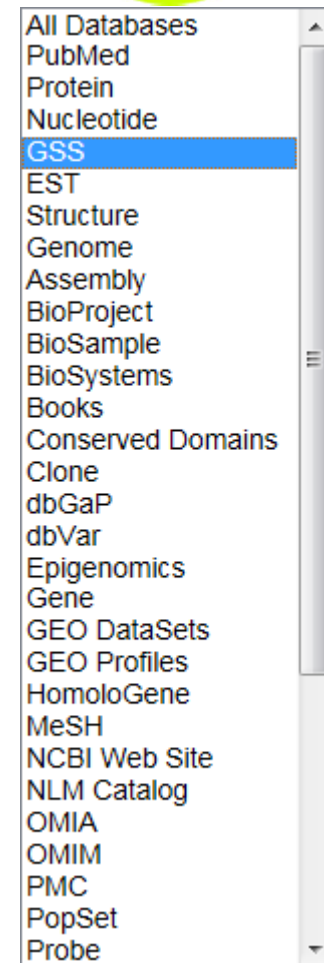 All Databases
PubMed
Protein
Nucleotide
GSS
EST
Structure
Genome
Assembly
BioProject
BioSample
BioSystems
Books
Conserved Domains
Clone
dbGaP
dbVar
Epigenomics
Gene
GEO DataSets
GEO Profiles
HomoloGene
MeSH
NCBI Web Site
NLM Catalog
OMIA
OMIM
PMC
PopSet
Probe